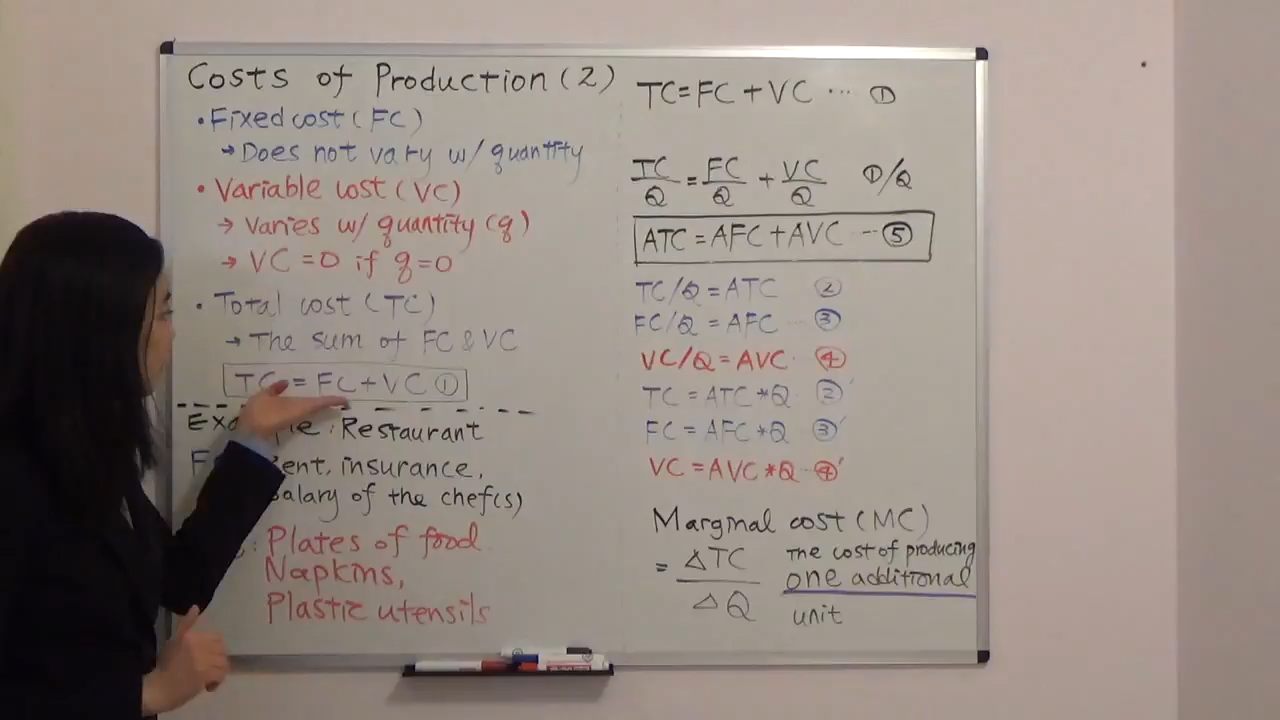 Costs of Production (2)
• Fixed cost (FC)
→ Does not vary w/ quantity
• Variable cost (VC)
→ Varies w/ quantity (q)
→ VC = 0 if q = 0
• Total cost (TC)
→ The sum of FC & VC
= FC + VC ①
Restaurant
insurance,
salary of the chef(s)
Plates of food
Napkins,
Plastic utensils
TC = FC + VC ... ①
TC/Q = FC/Q + VC/Q ①/Q
ATC = AFC + AVC -- ⑤
TC/Q = ATC ②
FC/Q = AFC ... ③
VC/Q = AVC. ④
TC = ATC * Q ②'
FC = AFC * Q ③'
VC = AVC * Q - ④'
Marginal cost (MC)
= ΔTC/ΔQ
The cost of producing
one additional
unit